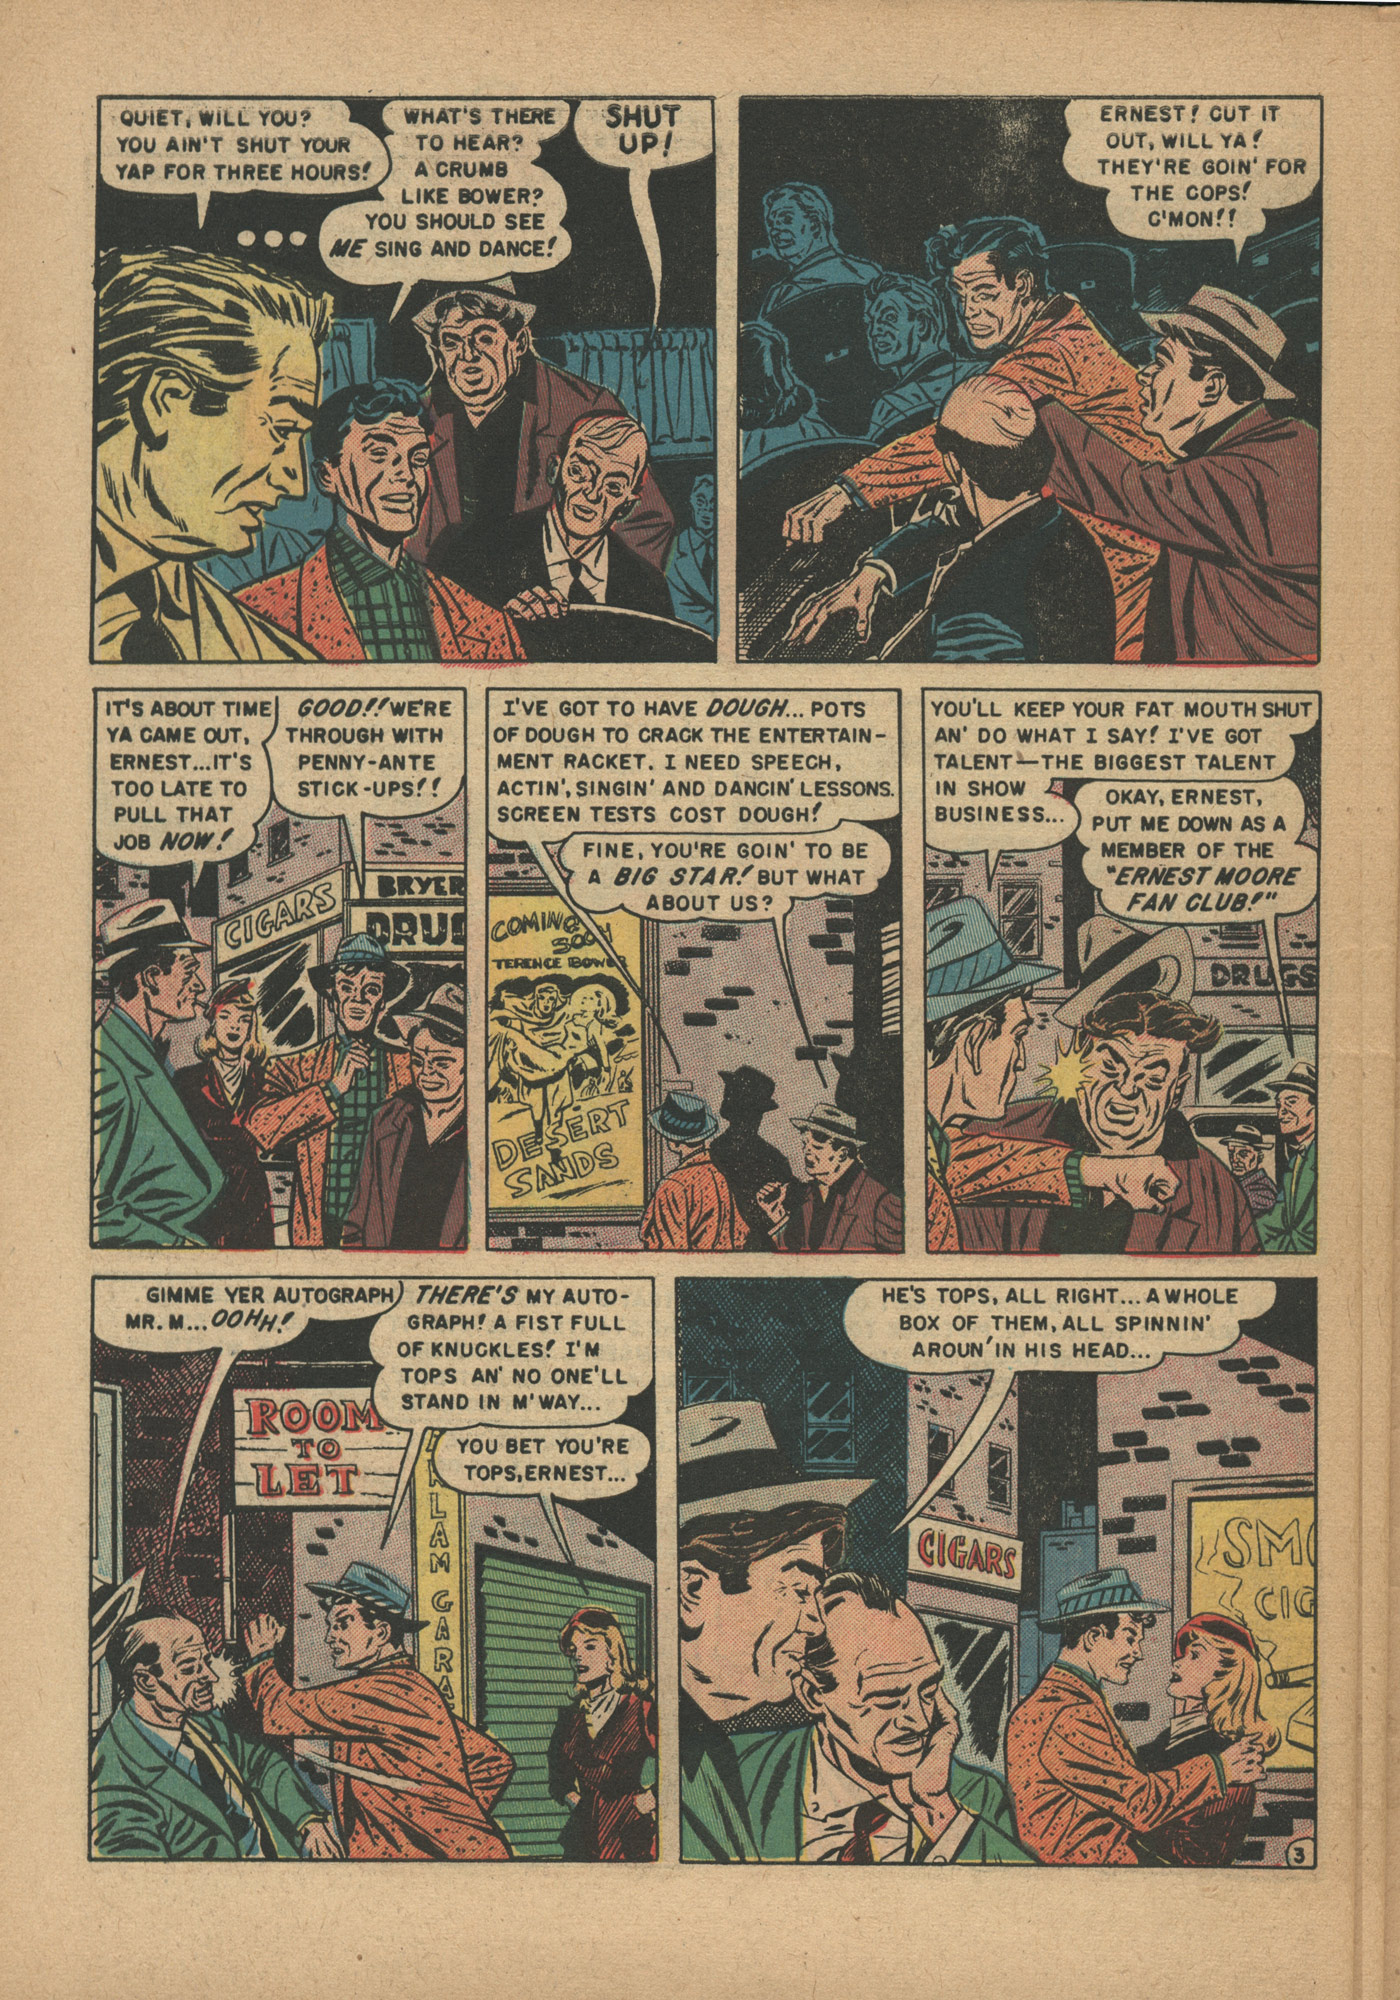 QUIET, WILL YOU?
YOU AIN'T SHUT YOUR
YAP FOR THREE HOURS!
WHAT'S THERE
TO HEAR?
A CRUMB
LIKE BOWER?
YOU SHOULD SEE
ME SING AND DANCE!
SHUT
UP!
ERNEST! CUT IT
OUT, WILL YA!
THEY'RE GOIN' FOR
THE COPS!
C'MON!!
IT'S ABOUT TIME
YA CAME OUT,
ERNEST...IT'S
TOO LATE TO
PULL THAT
JOB NOW!
GOOD!! WE'RE
THROUGH WITH
PENNY-ANTE
STICK-UPS!!
CIGARS
BRYER
DRUG
I'VE GOT TO HAVE DOUGH... POTS
OF DOUGH TO CRACK THE ENTERTAIN-
MENT RACKET. I NEED SPEECH,
ACTIN', SINGIN' AND DANCIN' LESSONS.
SCREEN TESTS COST DOUGH!
FINE, YOU'RE GOIN' TO BE
A BIG STAR! BUT WHAT
ABOUT US?
COMING
SOON
TERENCE BOWER
DESERT
SANDS
YOU'LL KEEP YOUR FAT MOUTH SHUT
AN' DO WHAT I SAY! I'VE GOT
TALENT—THE BIGGEST TALENT
IN SHOW
BUSINESS...
OKAY, ERNEST,
PUT ME DOWN AS A
MEMBER OF THE
"ERNEST MOORE
FAN CLUB!"
DRUGS
GIMME YER AUTOGRAPH
MR. M...OOHH!
THERE'S MY AUTO-
GRAPH! A FIST FULL
OF KNUCKLES! I'M
TOPS AN' NO ONE'LL
STAND IN M'WAY...
YOU BET YOU'RE
TOPS, ERNEST...
ROOM
TO
LET
LAM GARA
HE'S TOPS, ALL RIGHT... A WHOLE
BOX OF THEM, ALL SPINNIN'
AROUN' IN HIS HEAD...
CIGARS
SMO
CIG
3